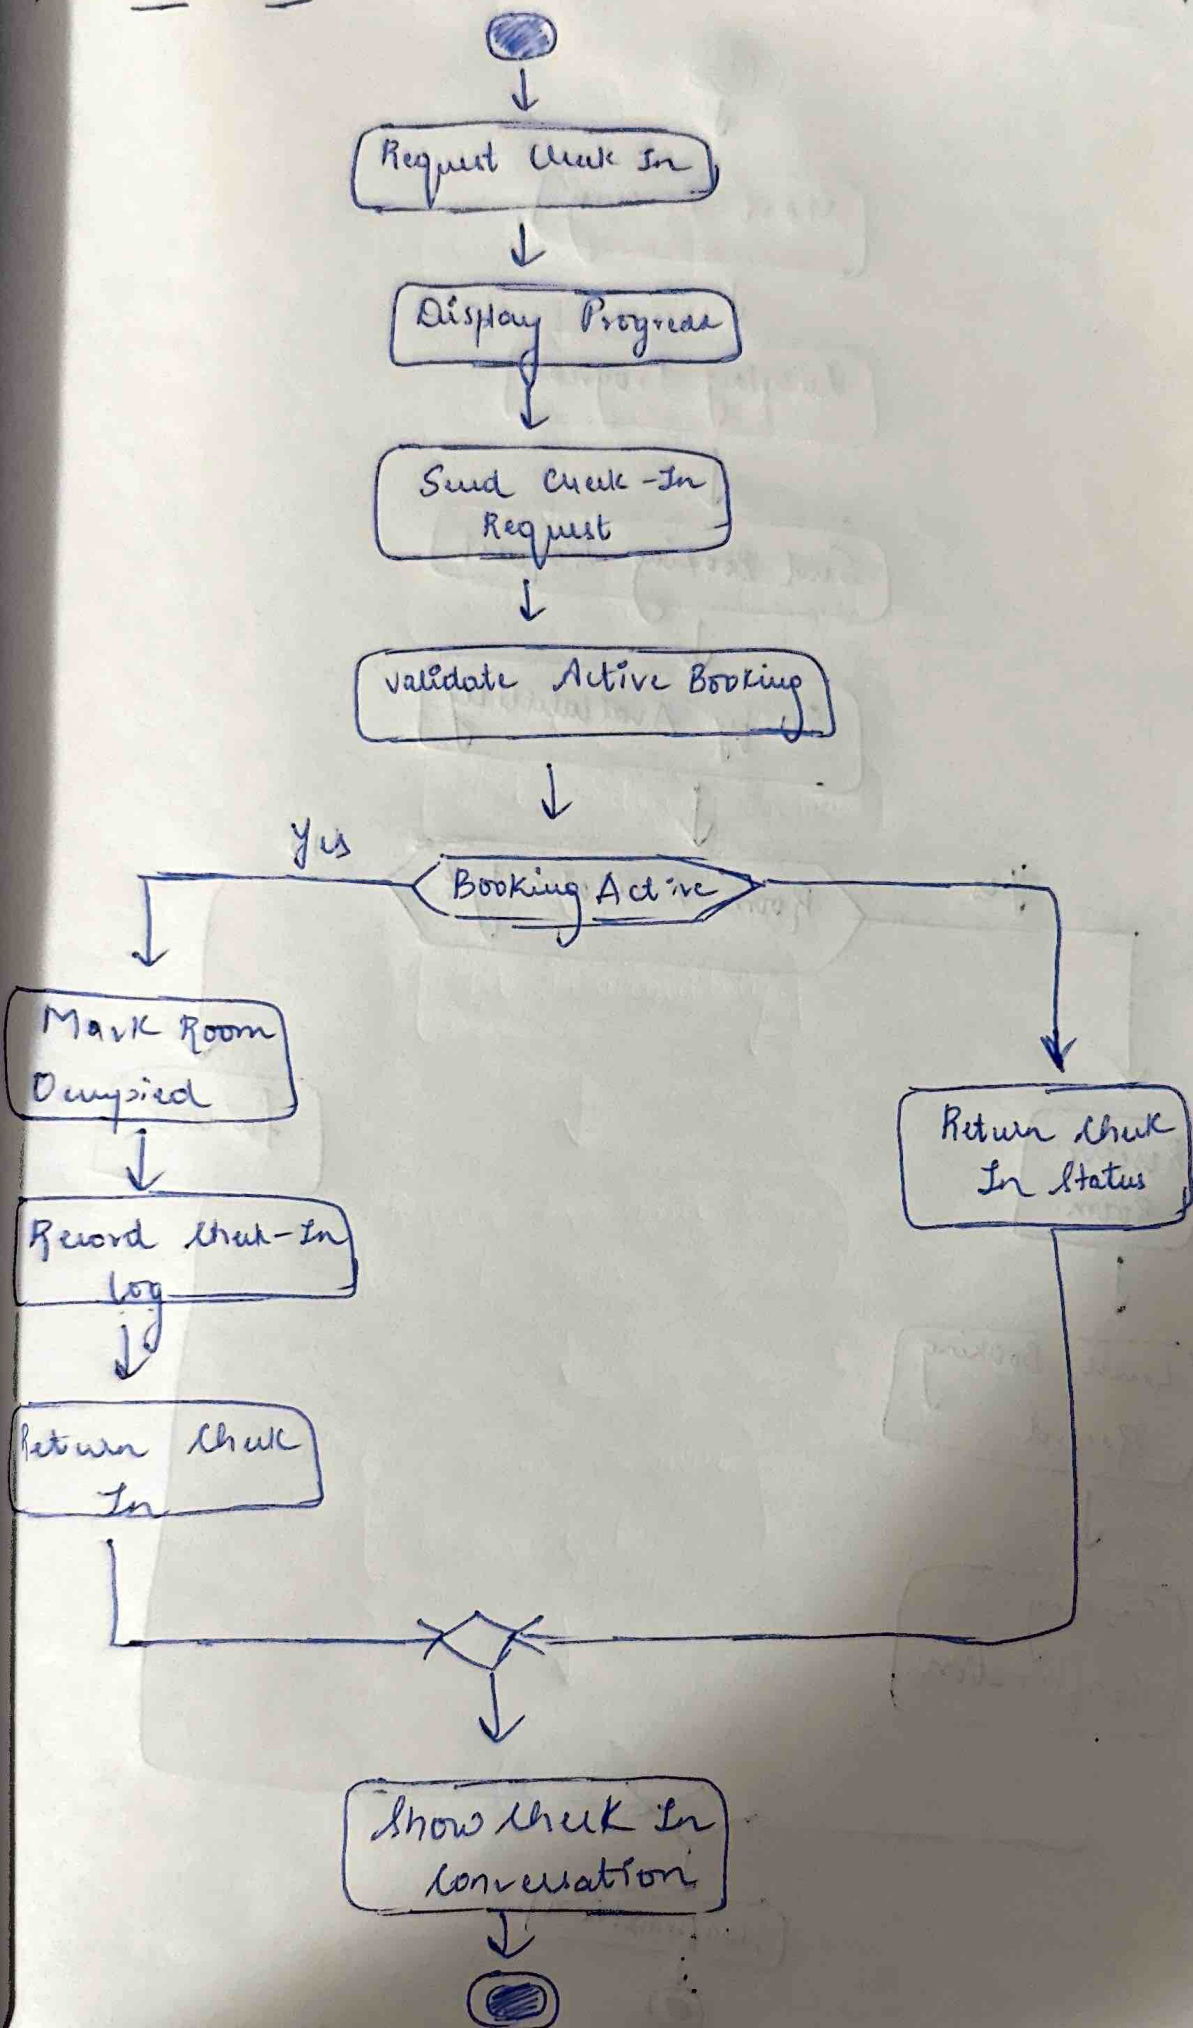 Request Check In
Display Progress
Send Check-In
Request
Validate Active Booking
Yes
Booking Active
Mark Room
Occupied
Return Check
In Status
Record Check-In
Log
Return Check
In
Show Check In
Conversation